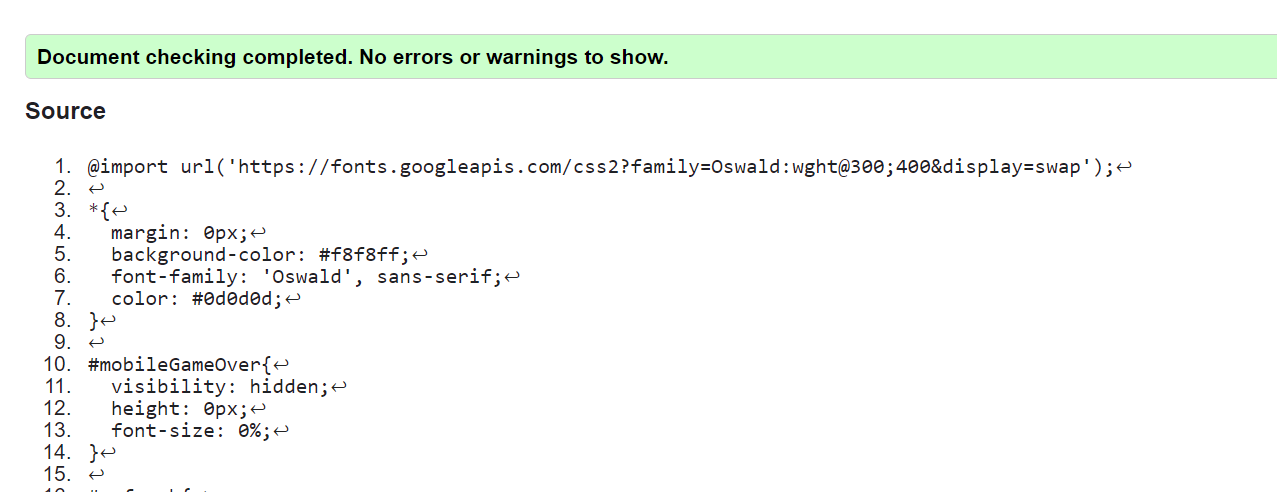 Document checking completed. No errors or warnings to show.
Source
1. @import url('https://fonts.googleapis.com/css2?family=Oswald:wght@300;400&display=swap');↩
2. ↩
3. *{↩
4.   margin: 0px;↩
5.   background-color: #f8f8ff;↩
6.   font-family: 'Oswald', sans-serif;↩
7.   color: #0d0d0d;↩
8. }↩
9. ↩
10. #mobileGameOver{↩
11.   visibility: hidden;↩
12.   height: 0px;↩
13.   font-size: 0%;↩
14. }↩
15. ↩